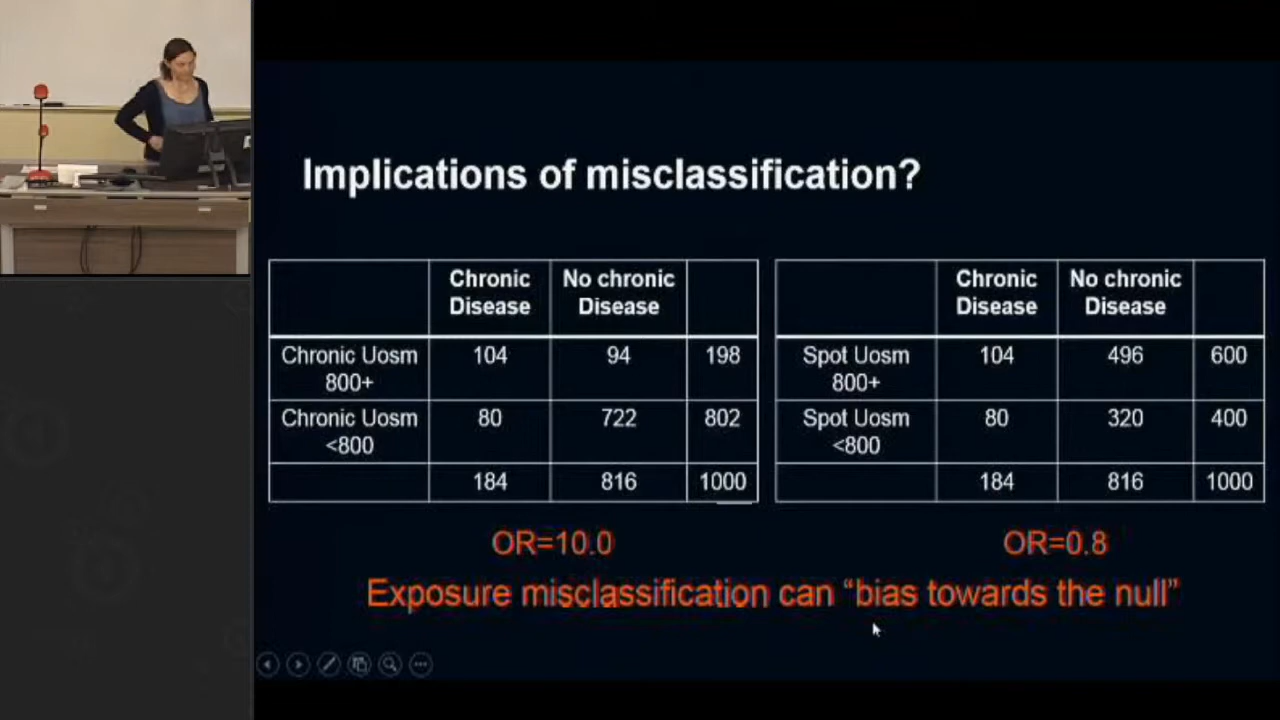 Implications of misclassification?
Chronic Disease No chronic Disease
Chronic Uosm 800+ 104 94 198
Chronic Uosm <800 80 722 802
184 816 1000
Chronic Disease No chronic Disease
Spot Uosm 800+ 104 496 600
Spot Uosm <800 80 320 400
184 816 1000
OR=10.0
OR=0.8
Exposure misclassification can “bias towards the null”